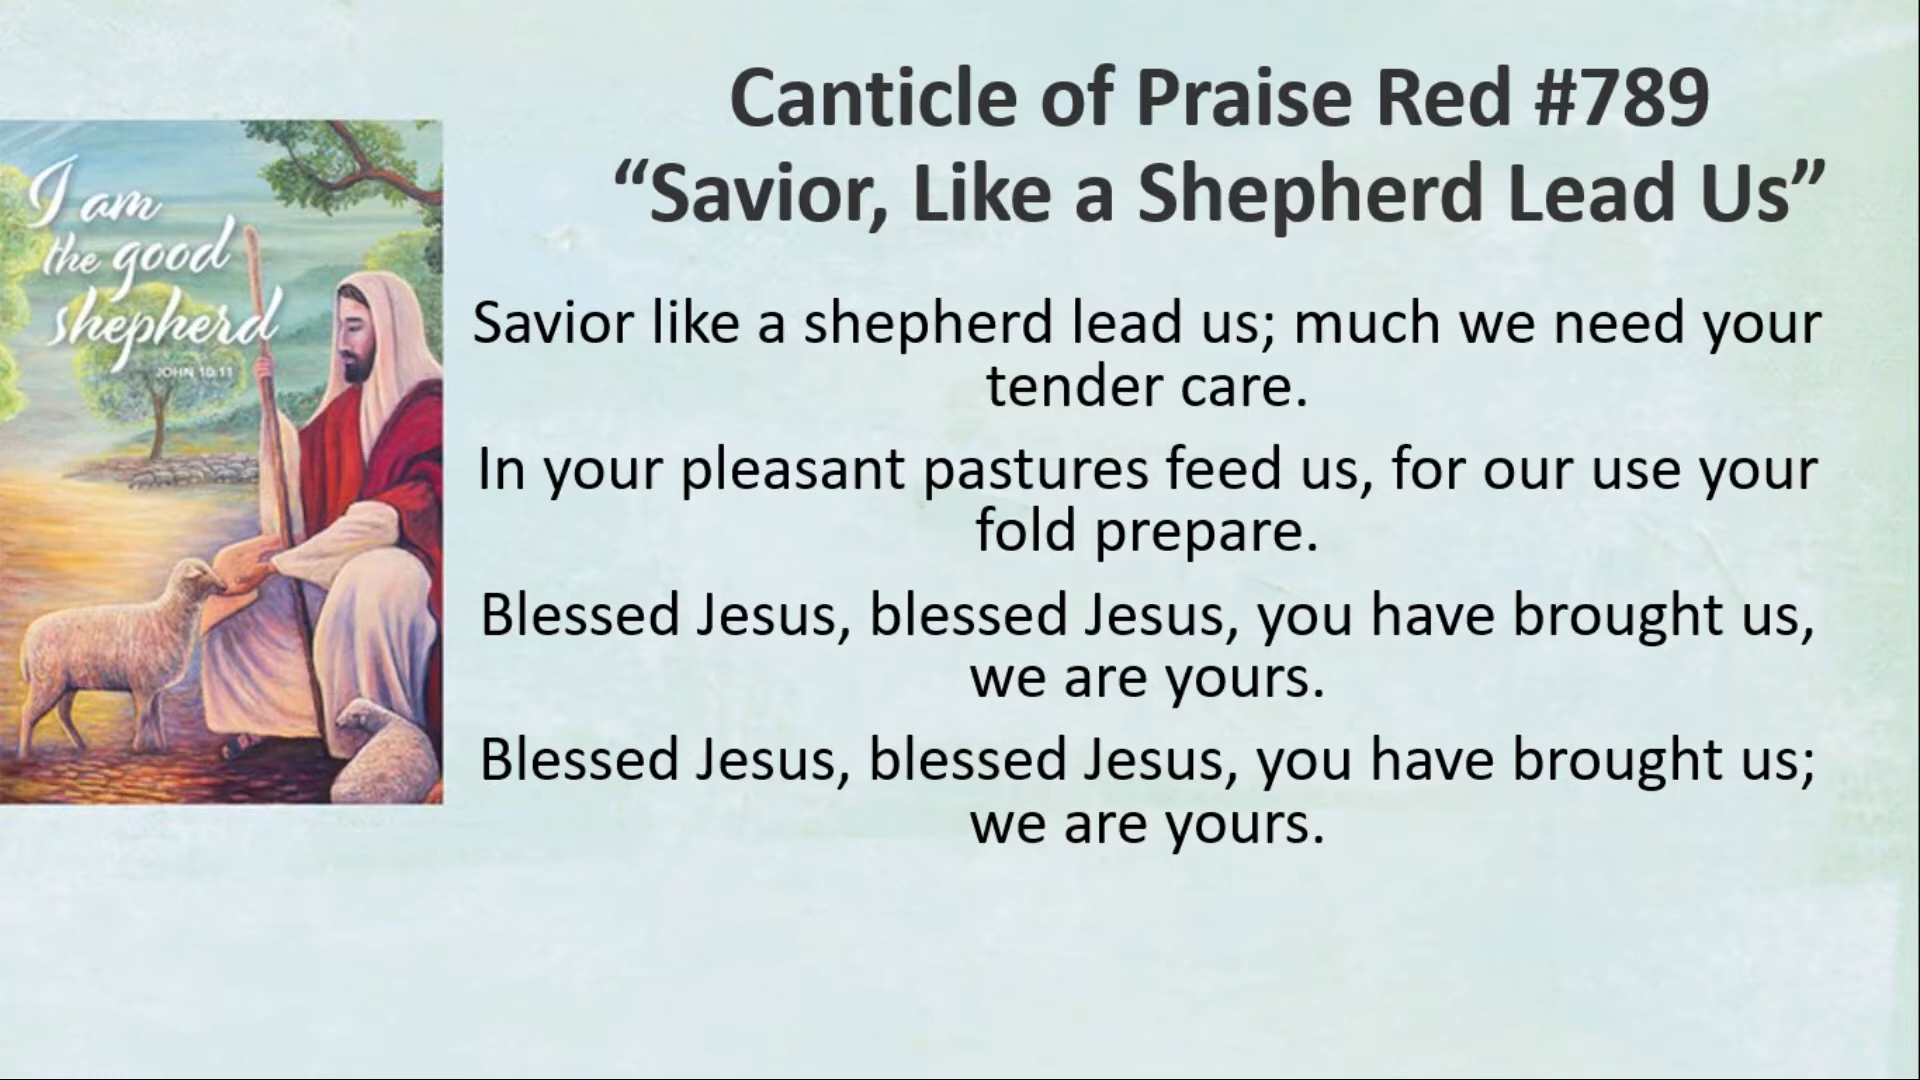 Canticle of Praise Red #789
“Savior, Like a Shepherd Lead Us”
I am
the good
shepherd
JOHN 10:11
Savior like a shepherd lead us; much we need your
tender care.
In your pleasant pastures feed us, for our use your
fold prepare.
Blessed Jesus, blessed Jesus, you have brought us,
we are yours.
Blessed Jesus, blessed Jesus, you have brought us;
we are yours.